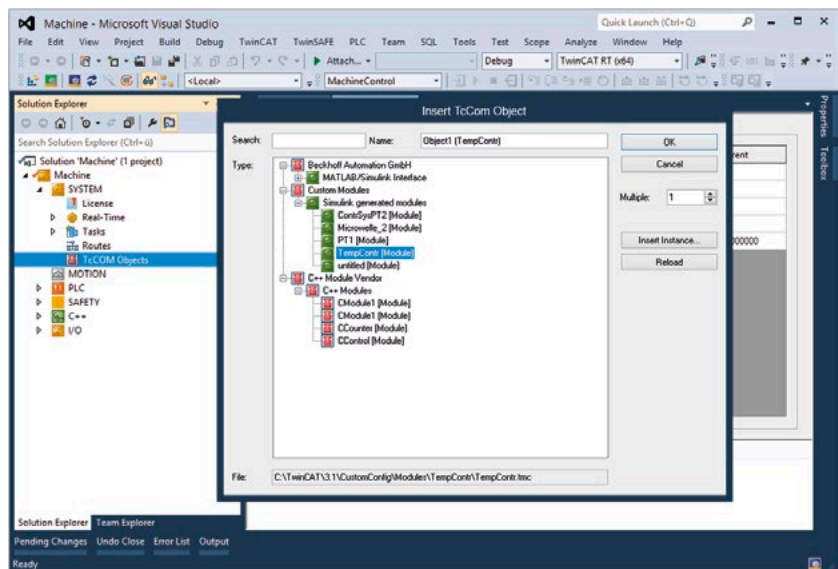 Machine - Microsoft Visual Studio
Quick Launch (Ctrl+Q)
File Edit View Project Build Debug TwinCAT TwinSAFE PLC Team SQL Tools Test Scope Analyze Window Help
Attach...
Debug
TwinCAT RT (x64)
<Local>
MachineControl
Solution Explorer
Search Solution Explorer (Ctrl+ü)
Solution 'Machine' (1 project)
Machine
SYSTEM
License
Real-Time
Tasks
Routes
TcCOM Objects
MOTION
PLC
SAFETY
C++
I/O
Solution Explorer Team Explorer
Insert TcCom Object
Search:
Name:
Object1 (TempContr)
Type:
Beckhoff Automation GmbH
MATLAB/Simulink Interface
Custom Modules
Simulink generated modules
ContrSysPT2 [Module]
Microwelle_2 [Module]
PT1 [Module]
TempContr [Module]
untitled [Module]
C++ Module Vendor
C++ Modules
CModule1 [Module]
CModule1 [Module]
CCounter [Module]
CControl [Module]
File:
C:\TwinCAT\3.1\CustomConfig\Modules\TempContr\TempContr.tmc
OK
Cancel
Multiple:
1
Insert Instance...
Reload
rent
000000
Properties
Toolbox
Pending Changes Undo Close Error List Output
Ready